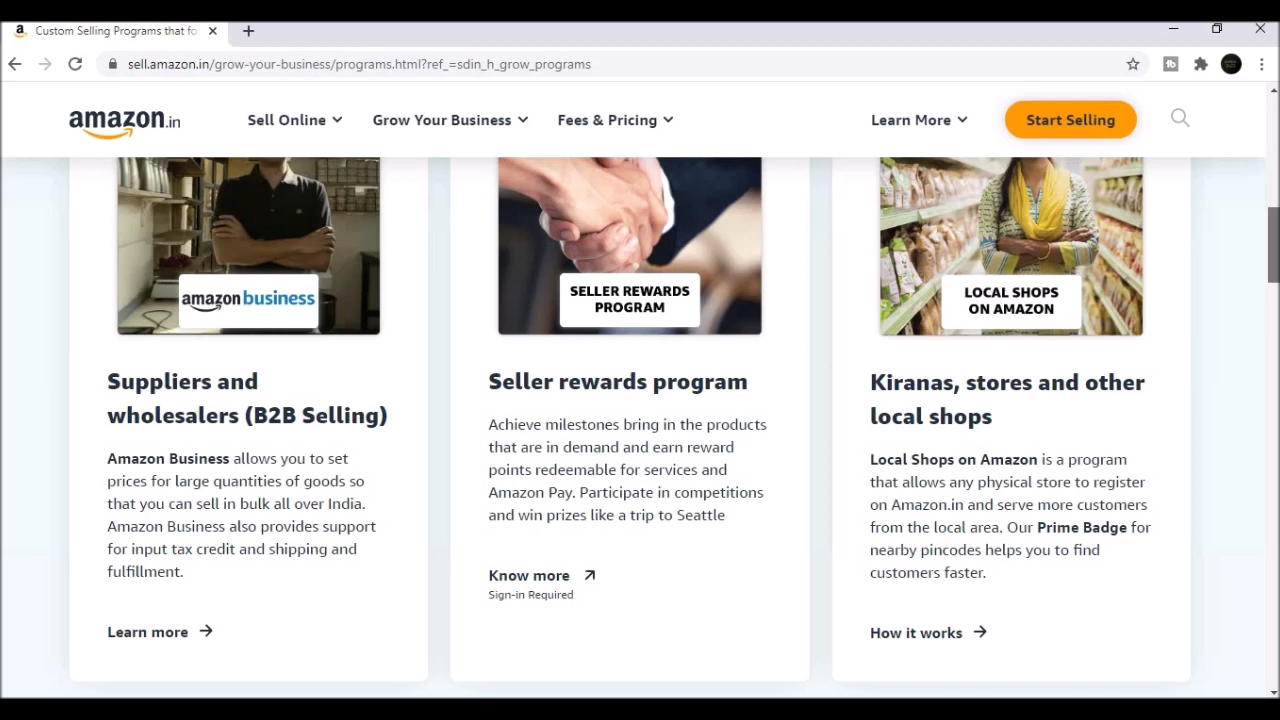 Custom Selling Programs that fo
sell.amazon.in/grow-your-business/programs.html?ref_=sdin_h_grow_programs
amazon.in
Sell Online
Grow Your Business
Fees & Pricing
Learn More
Start Selling
amazon business
SELLER REWARDS
PROGRAM
LOCAL SHOPS
ON AMAZON
Suppliers and
wholesalers (B2B Selling)
Amazon Business allows you to set
prices for large quantities of goods so
that you can sell in bulk all over India.
Amazon Business also provides support
for input tax credit and shipping and
fulfillment.
Learn more
Seller rewards program
Achieve milestones bring in the products
that are in demand and earn reward
points redeemable for services and
Amazon Pay. Participate in competitions
and win prizes like a trip to Seattle
Know more
Sign-in Required
Kiranas, stores and other
local shops
Local Shops on Amazon is a program
that allows any physical store to register
on Amazon.in and serve more customers
from the local area. Our Prime Badge for
nearby pincodes helps you to find
customers faster.
How it works